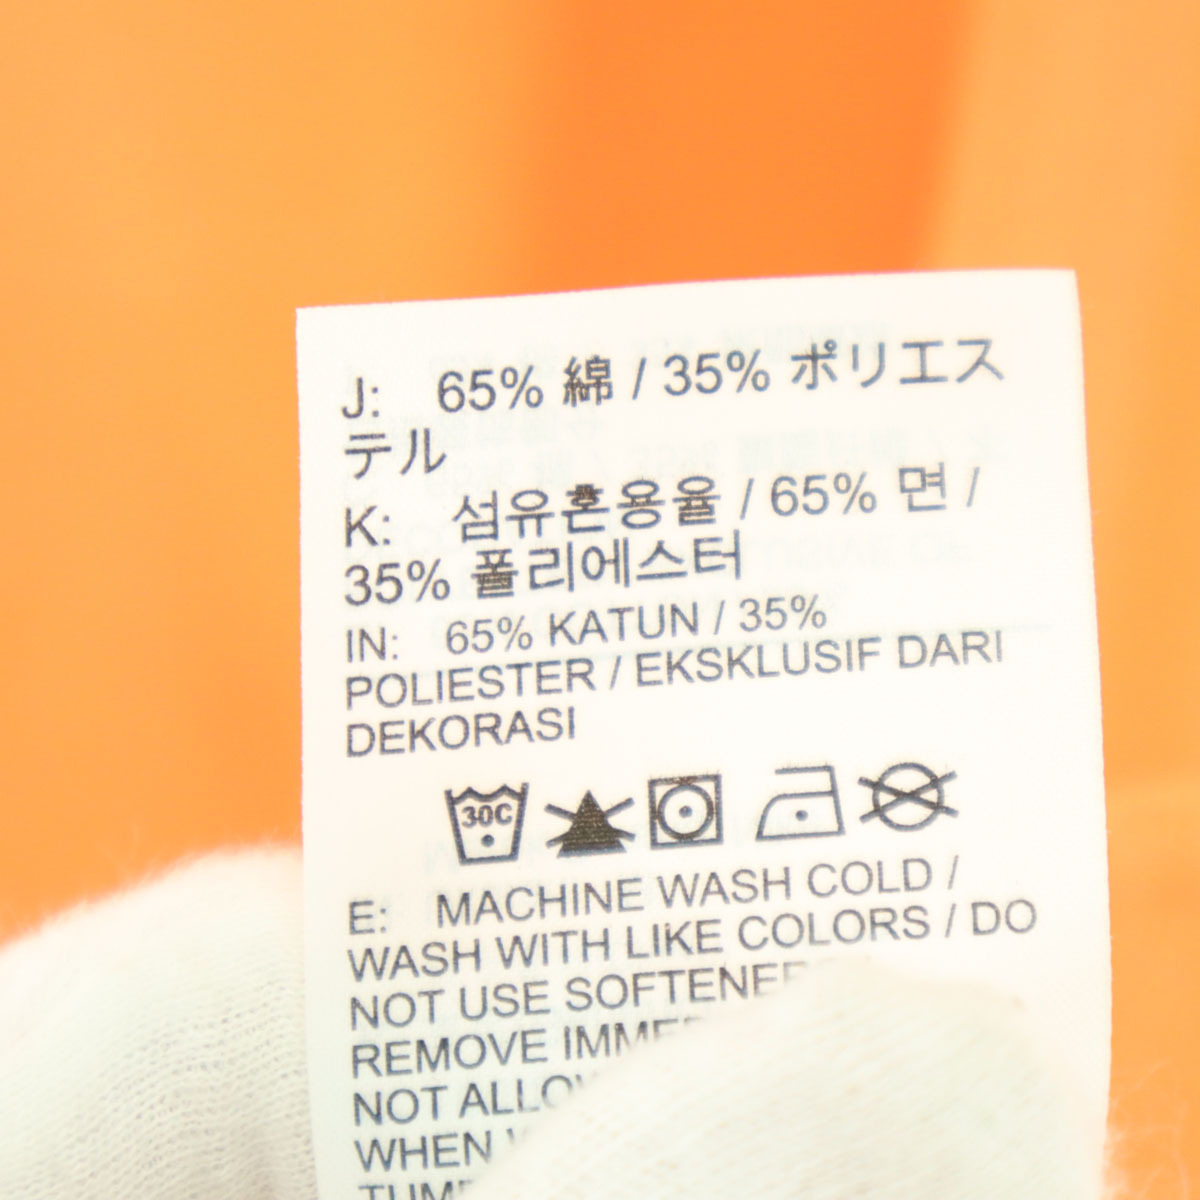 J: 65% 綿 / 35% ポリエス
テル
K: 섬유혼용율 / 65% 면 /
35% 폴리에스터
IN: 65% KATUN / 35%
POLIESTER / EKSKLUSIF DARI
DEKORASI
30C
E: MACHINE WASH COLD /
WASH WITH LIKE COLORS / DO
NOT USE SOFTENER
REMOVE
NOT
WHEN